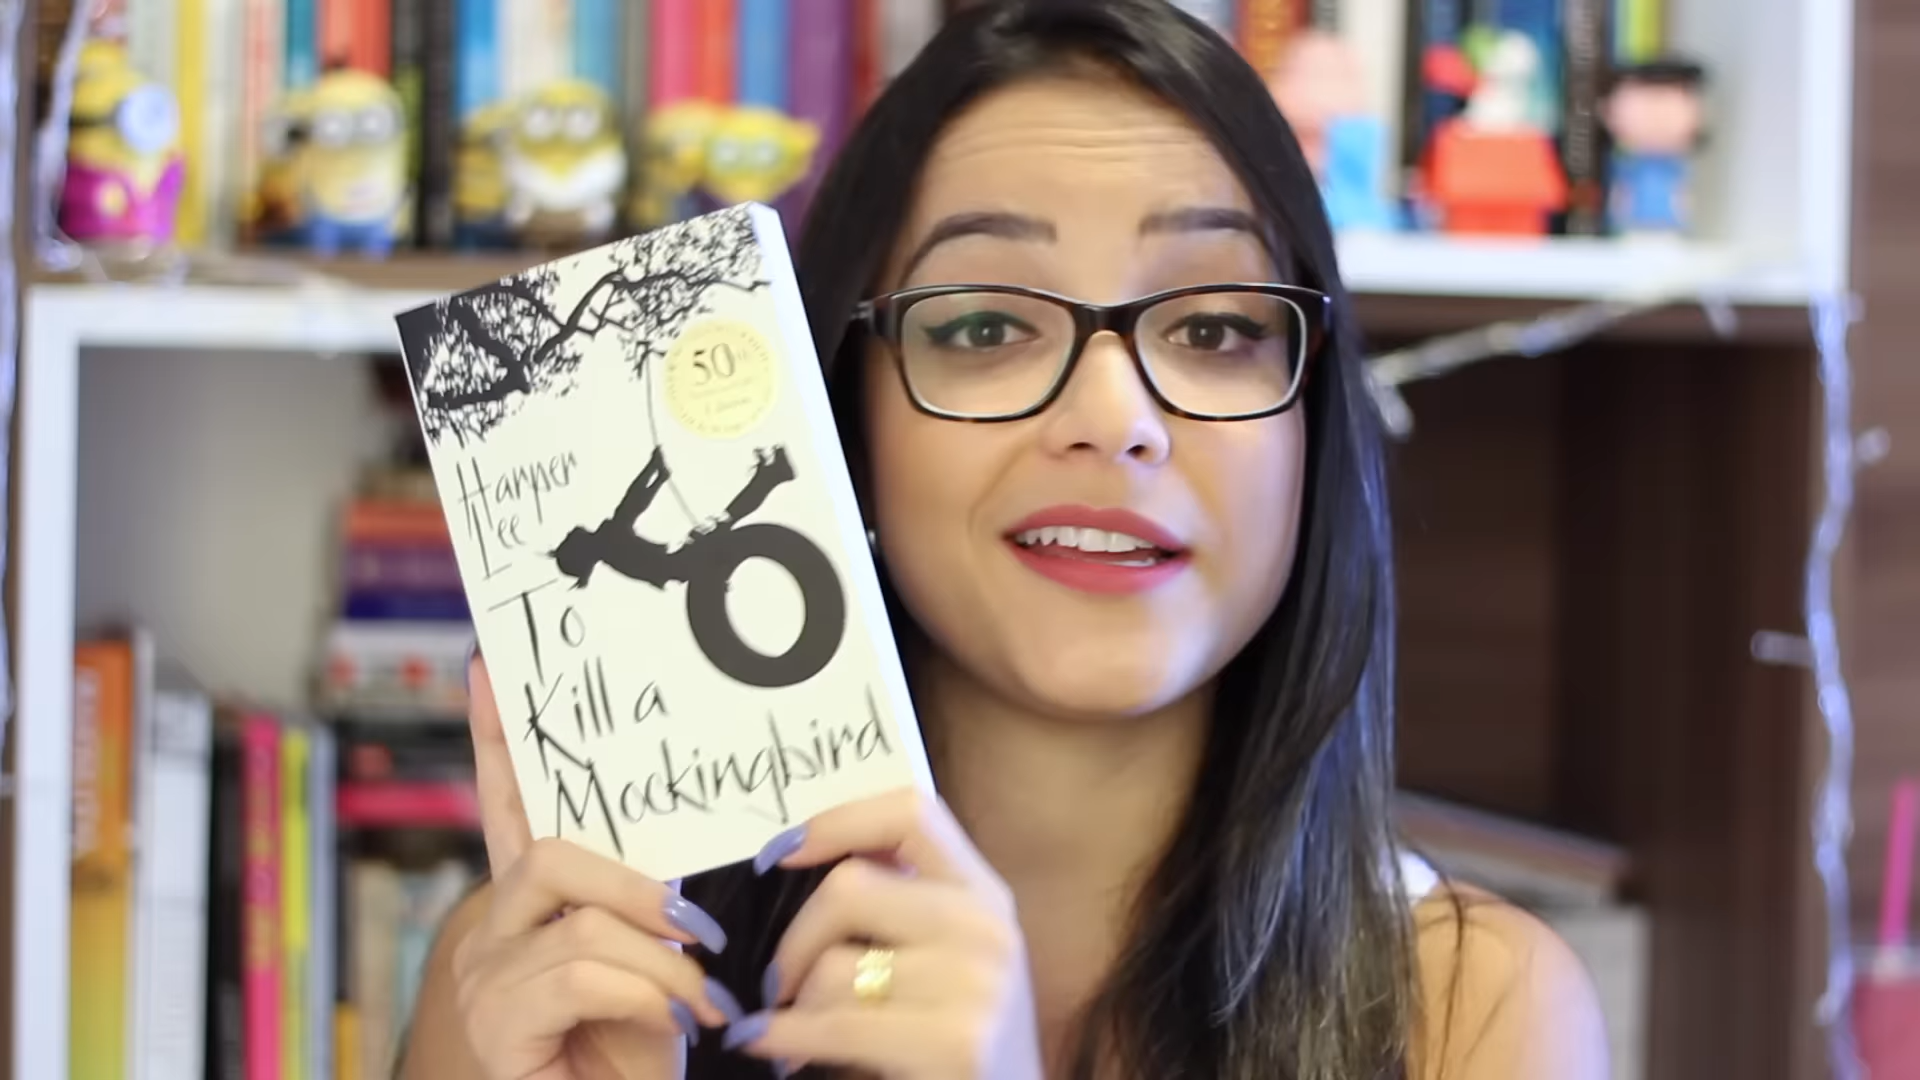 50th
Harper
Lee
To
Kill a
Mockingbird